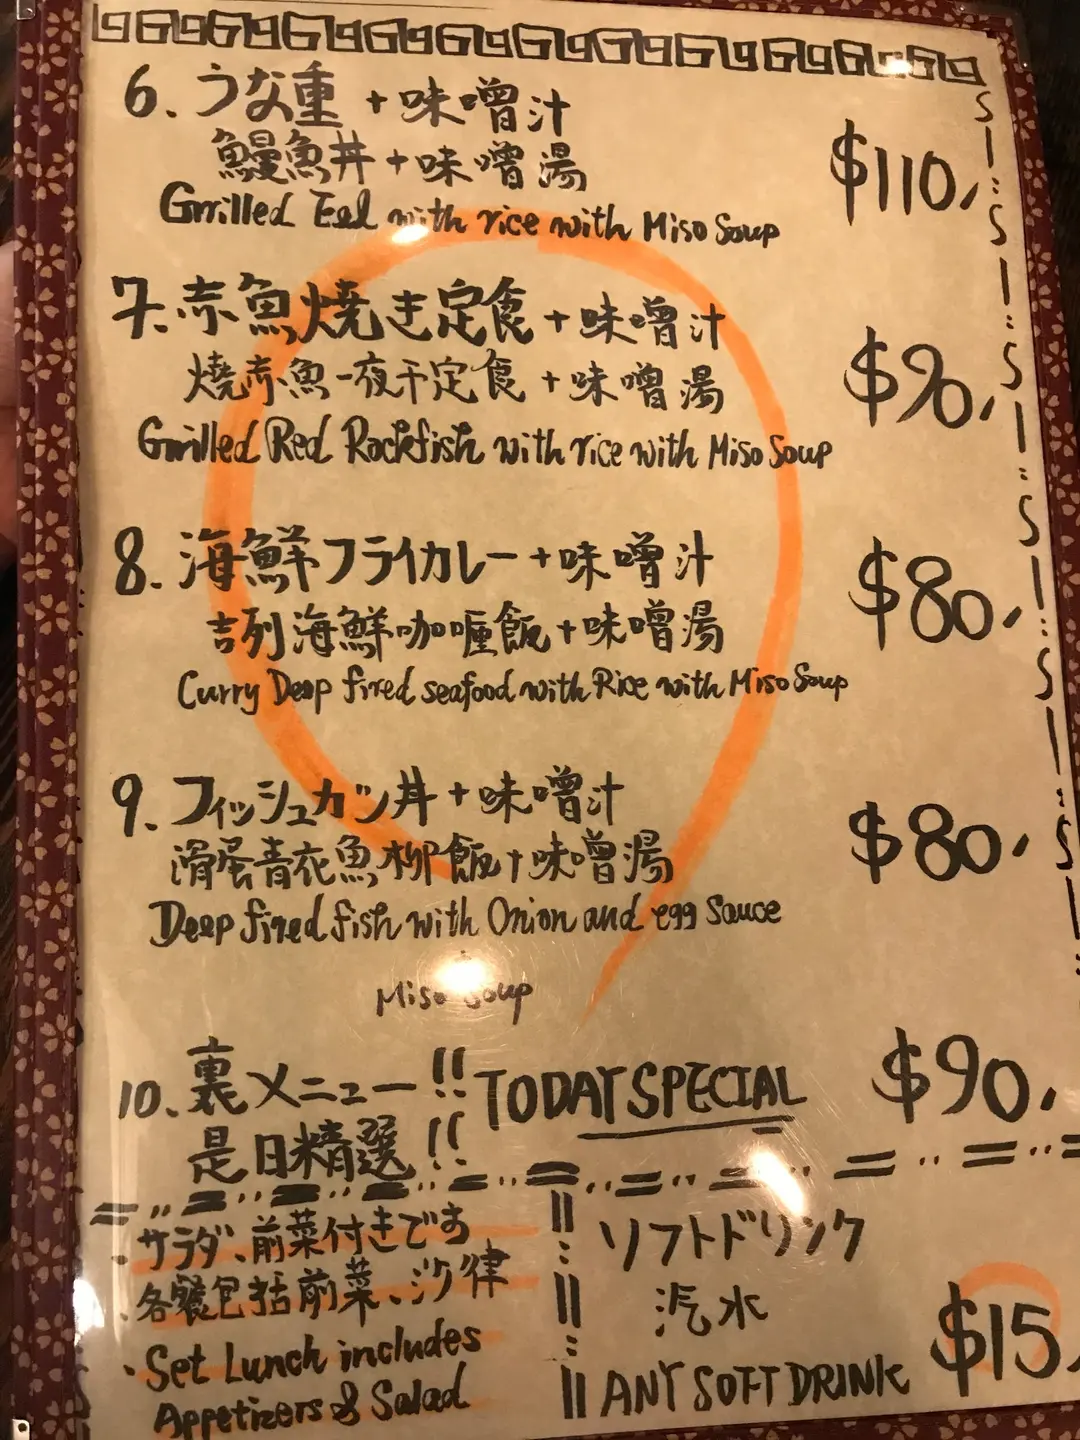 6. うな重 + 味噌汁
鰻魚丼 + 味噌湯
$110,
Grrilled Eel with rice with Miso Soup
7. 赤魚焼き定食 + 味噌汁
燒赤魚一夜干定食 + 味噌湯
$90,
Grrilled Red Rockfish with rice with Miso Soup
8. 海鮮フライカレー + 味噌汁
吉列海鮮咖喱飯 + 味噌湯
$80,
Curry Deep fired seafood with Rice with Miso Soup
9. フィッシュカツ丼 + 味噌汁
滑蛋青花魚柳飯 + 味噌湯
$80,
Deep fired fish with Onion and egg Sauce
Miso Soup
10. 裏メニュー!! TODAY SPECIAL $90,
是日精選!!
・サラダ、前菜付きです
・各餐包括前菜、沙律
・Set Lunch includes
Appetizers & Salad
ソフトドリンク
汽水
$15,
ANY SOFT DRINK